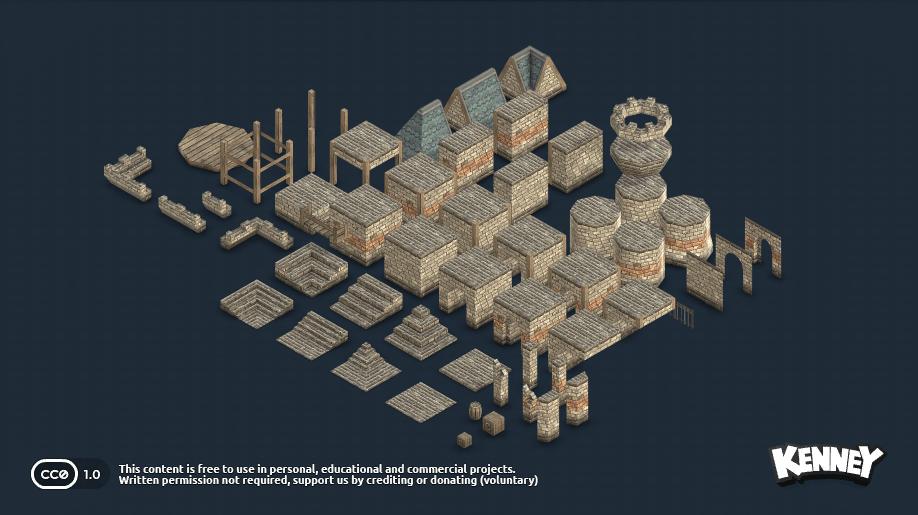 CC0 1.0
This content is free to use in personal, educational and commercial projects.
Written permission not required, support us by crediting or donating (voluntary)
KENNEY